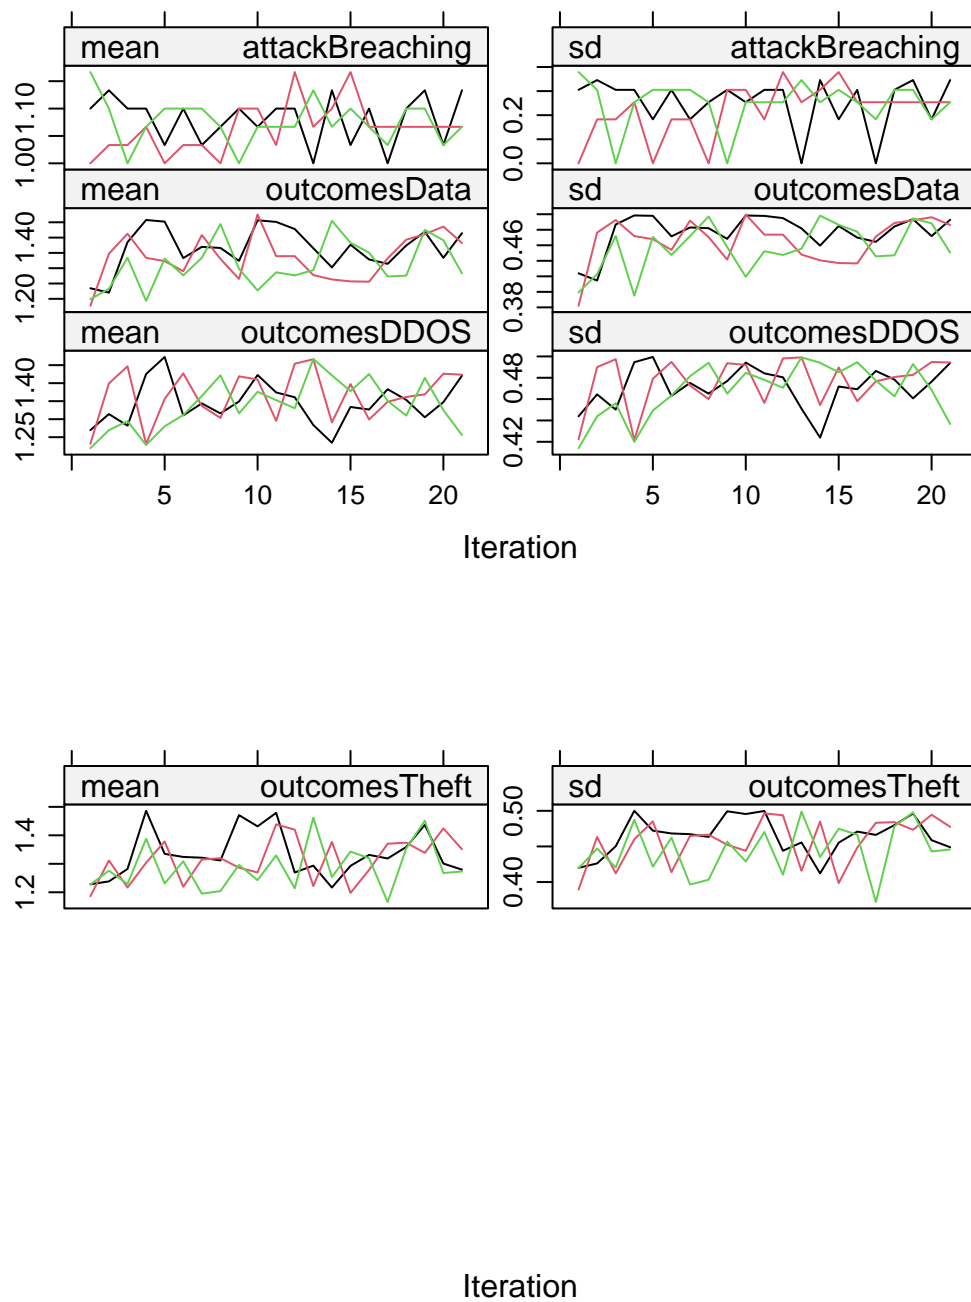 mean attackBreaching sd attackBreaching
1.00 1.10 0.0 0.2
mean outcomesData sd outcomesData
1.20 1.40 0.38 0.46 0.46
mean outcomesDDOS sd outcomesDDOS
1.25 1.40 0.42 0.48
5 10 15 20 5 10 15 20
Iteration
mean outcomesTheft sd outcomesTheft
1.2 1.4 0.40 0.50
Iteration